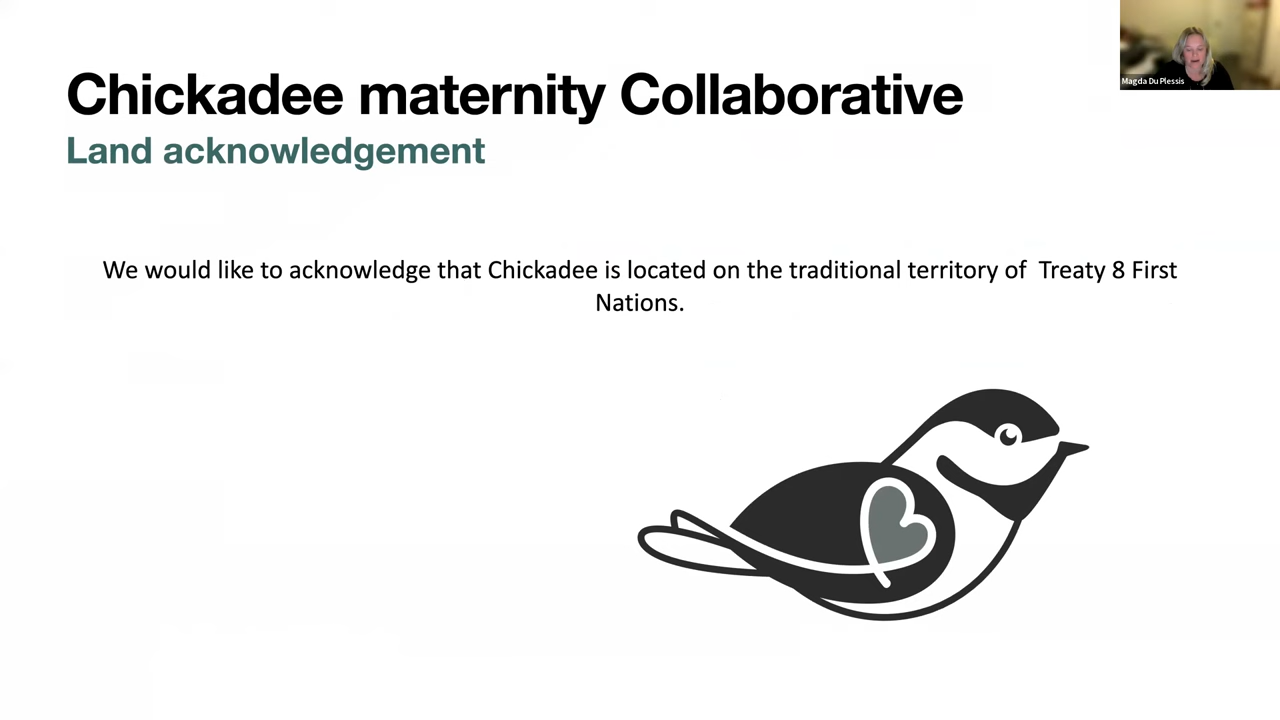 Chickadee maternity Collaborative
Land acknowledgement
Magda Du Plessis
We would like to acknowledge that Chickadee is located on the traditional territory of  Treaty 8 First
Nations.